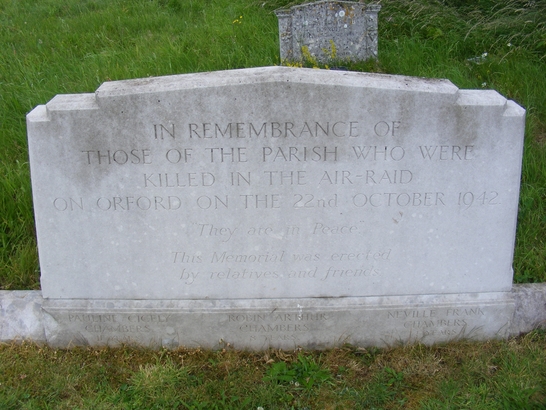 IN REMEMBRANCE OF
THOSE OF THE PARISH WHO WERE
KILLED IN THE AIR-RAID
ON ORFORD ON THE 22nd OCTOBER 1942
They are in Peace
This Memorial was erected
by relatives and friends
ROBIN ARTHUR NEVILLE FRANK
CHAMBERS CHAMBERS CHAMBERS